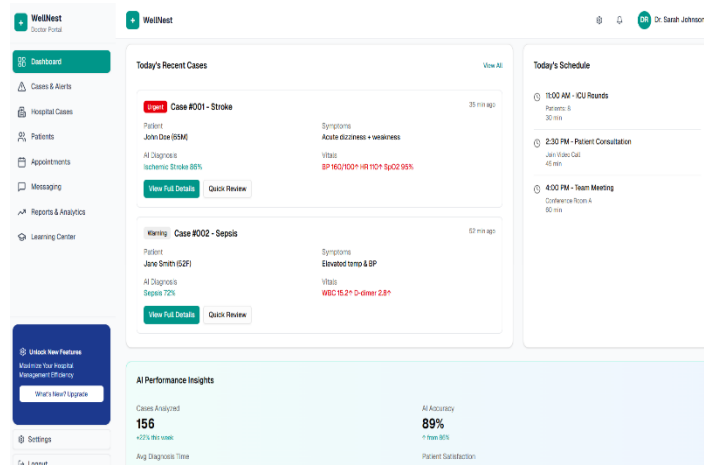 WellNest
Doctor Portal
Dashboard
Cases & Alerts
Hospital Cases
Patients
Appointments
Messaging
Reports & Analytics
Learning Center
Unlock New Features
Maximize Your Hospital
Management Efficiency
What's New? Upgrade
Settings
Logout
WellNest
DR Dr. Sarah Johnson
Today's Recent Cases
View All
Urgent Case #001 - Stroke
35 min ago
Patient
John Doe (65M)
Symptoms
Acute dizziness + weakness
AI Diagnosis
Ischemic Stroke 86%
Vitals
BP 160/100↑ HR 110↑ SpO2 95%
View Full Details
Quick Review
Warning Case #002 - Sepsis
52 min ago
Patient
Jane Smith (52F)
Symptoms
Elevated temp & BP
AI Diagnosis
Sepsis 72%
Vitals
WBC 15.2↑ D-dimer 2.8↑
View Full Details
Quick Review
Today's Schedule
11:00 AM - ICU Rounds
Patients: 6
30 min
2:30 PM - Patient Consultation
Join Video Call
45 min
4:00 PM - Team Meeting
Conference Room A
60 min
AI Performance Insights
Cases Analyzed
156
+22% this week
AI Accuracy
89%
↑ from 86%
Avg Diagnosis Time
Patient Satisfaction